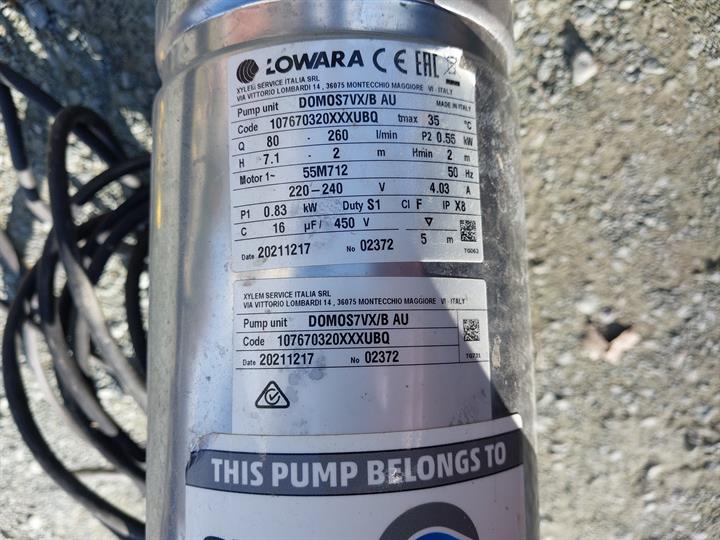 LOWARA CE EAC
XYLEM SERVICE ITALIA SRL
VIA VITTORIO LOMBARDI 14 , 36075 MONTECCHIO MAGGIORE VI - ITALY
Pump unit DOMOS7VX/B AU MADE IN ITALY
Code 107670320XXXUBQ tmax 35 °C
Q 80 - 260 l/min P2 0.55 kW
H 7.1 - 2 m Hmin 2 m
Motor 1~ 55M712 50 Hz
220-240 V 4.03 A
P1 0.83 kW Duty S1 Cl F IP X8
C 16 µF/ 450 V 5 m
Date 20211217 No 02372 TG063
XYLEM SERVICE ITALIA SRL
VIA VITTORIO LOMBARDI 14 , 36075 MONTECCHIO MAGGIORE VI - ITALY
Pump unit DOMOS7VX/B AU
Code 107670320XXXUBQ
Date 20211217 No 02372
THIS PUMP BELONGS TO